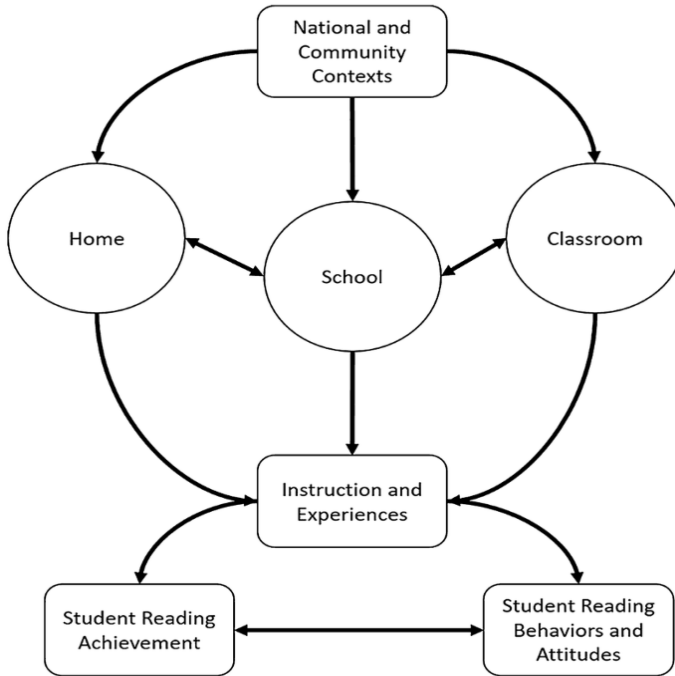 National and
Community
Contexts
Home
School
Classroom
Instruction and
Experiences
Student Reading
Achievement
Student Reading
Behaviors and
Attitudes